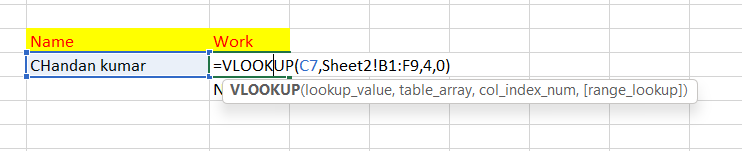 Name Work
CHandan kumar =VLOOKUP(C7,Sheet2!B1:F9,4,0)
VLOOKUP(lookup_value, table_array, col_index_num, [range_lookup])